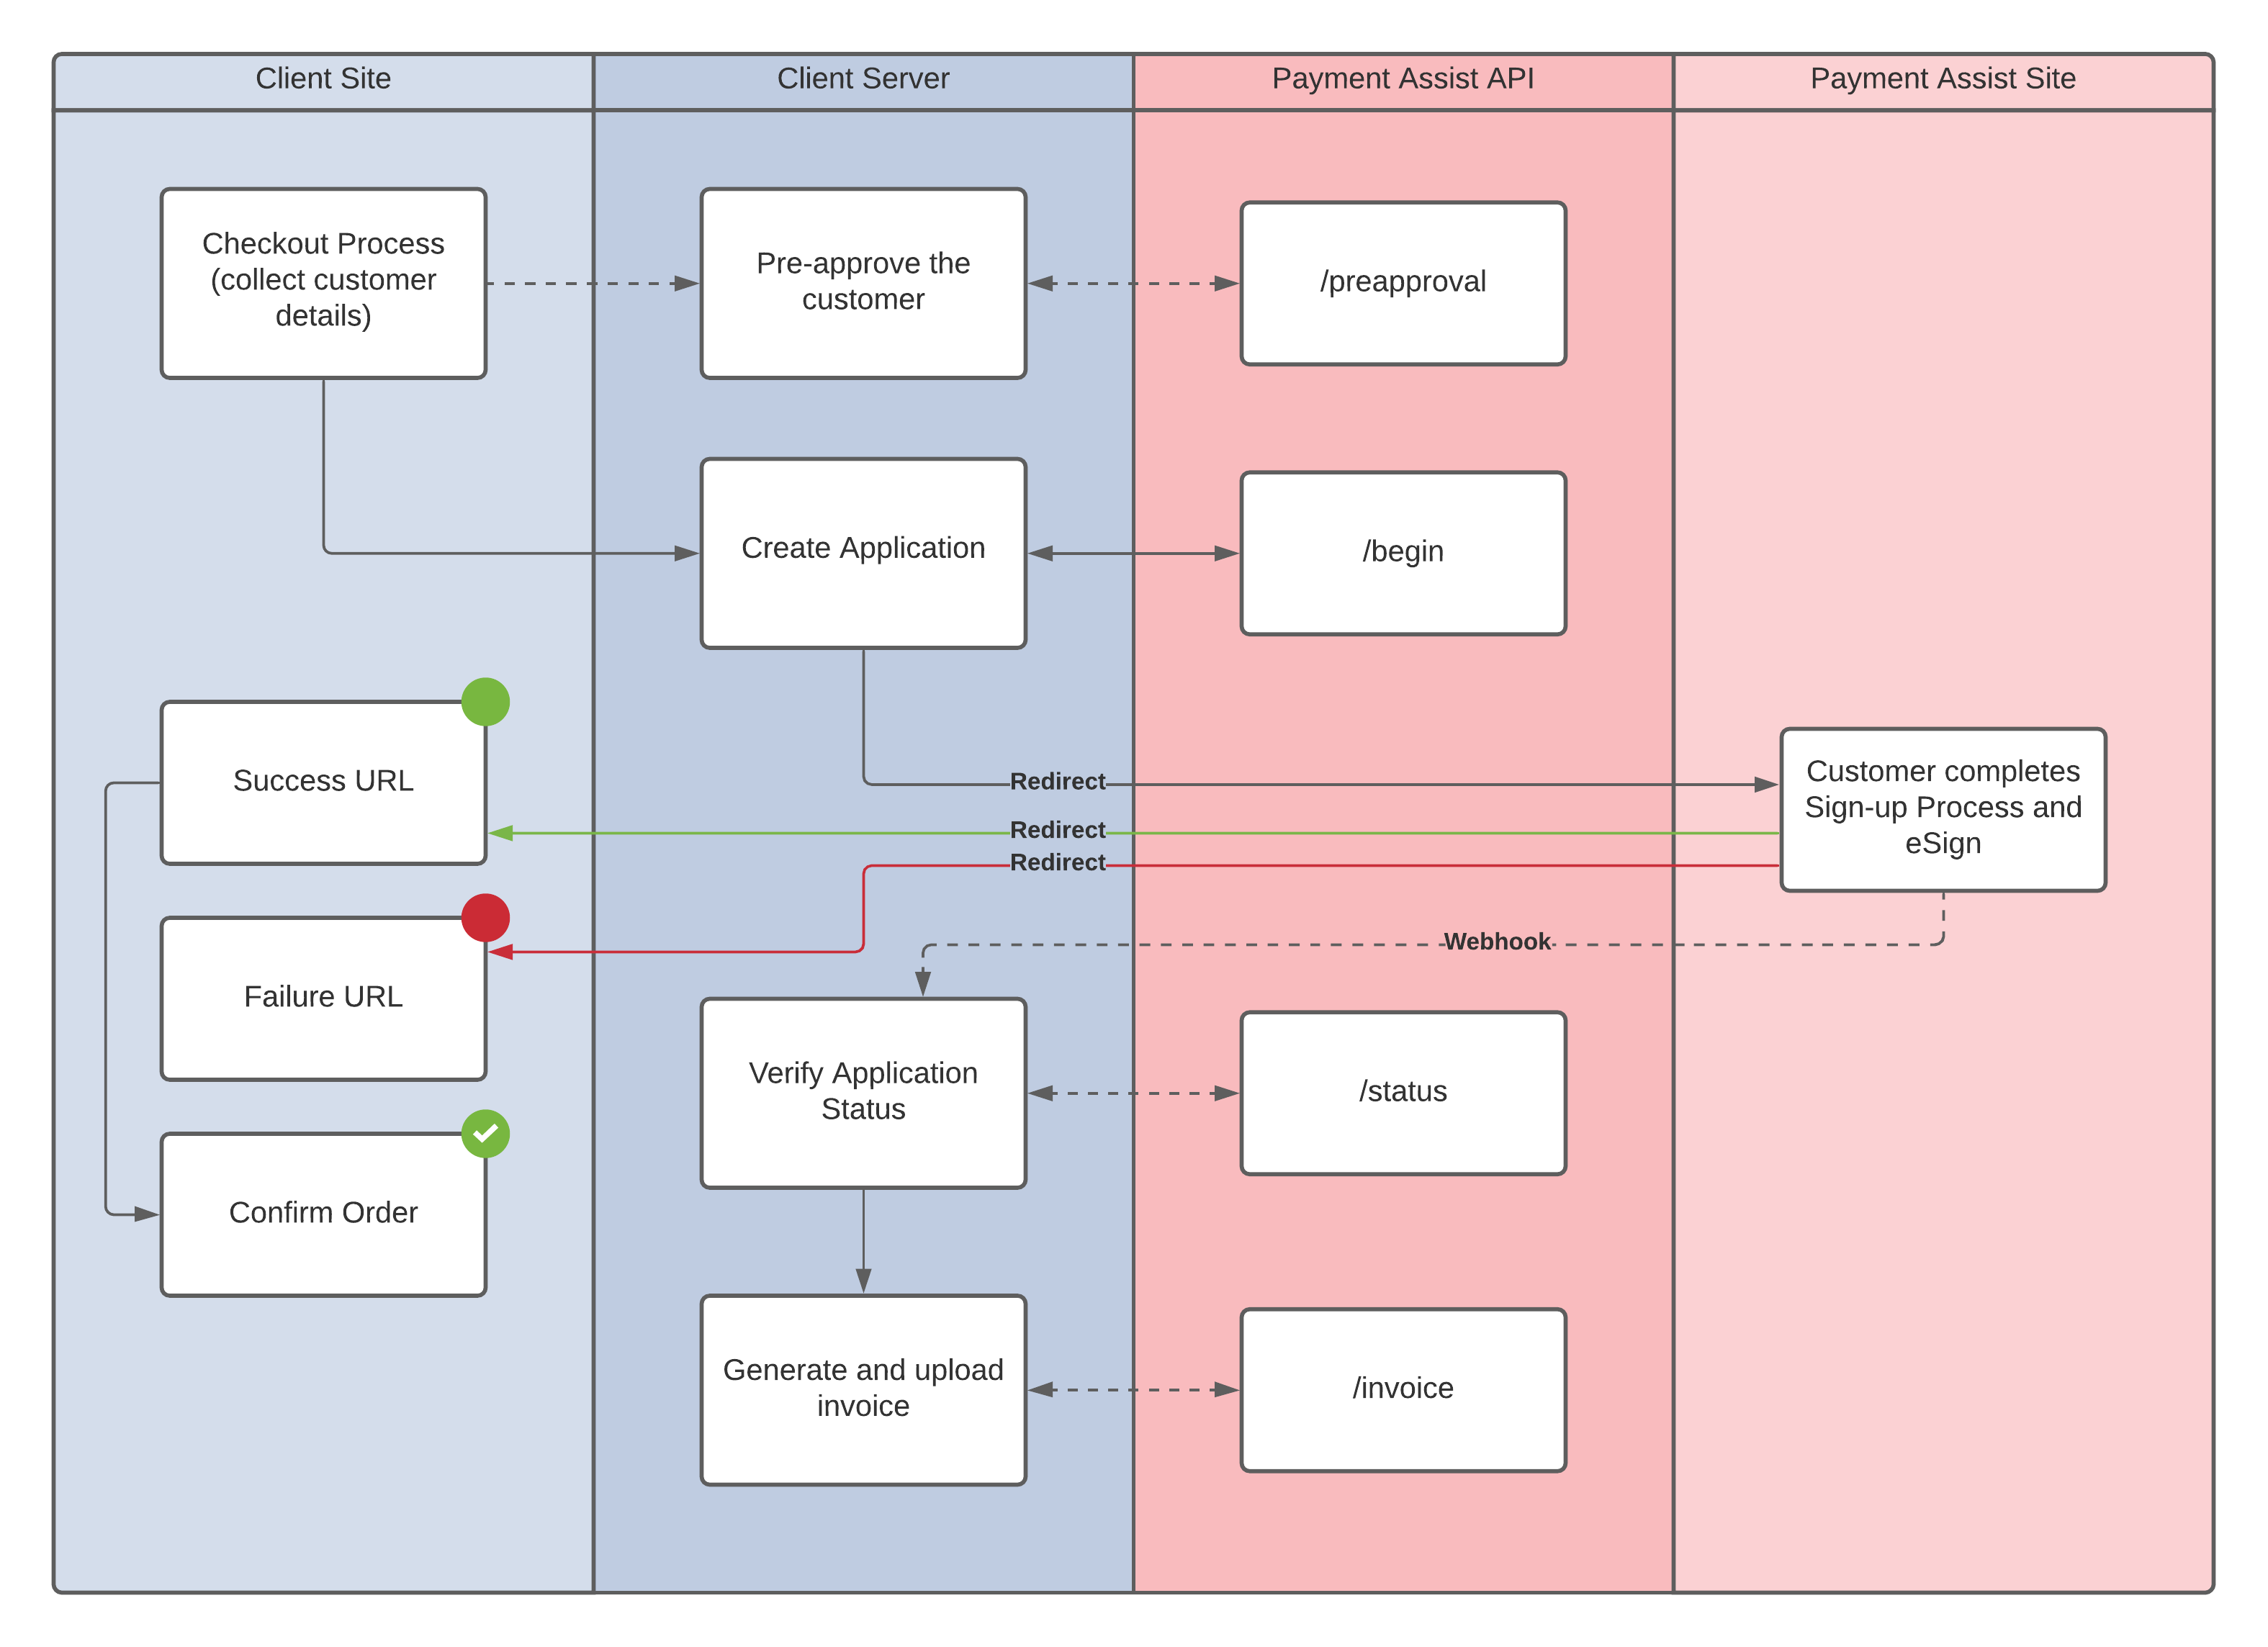 Client Site
Client Server
Payment Assist API
Payment Assist Site
Checkout Process
(collect customer
details)
Pre-approve the
customer
/preapproval
Create Application
/begin
Success URL
Redirect
Redirect
Redirect
Customer completes
Sign-up Process and
eSign
Webhook
Failure URL
Verify Application
Status
/status
Confirm Order
Generate and upload
invoice
/invoice